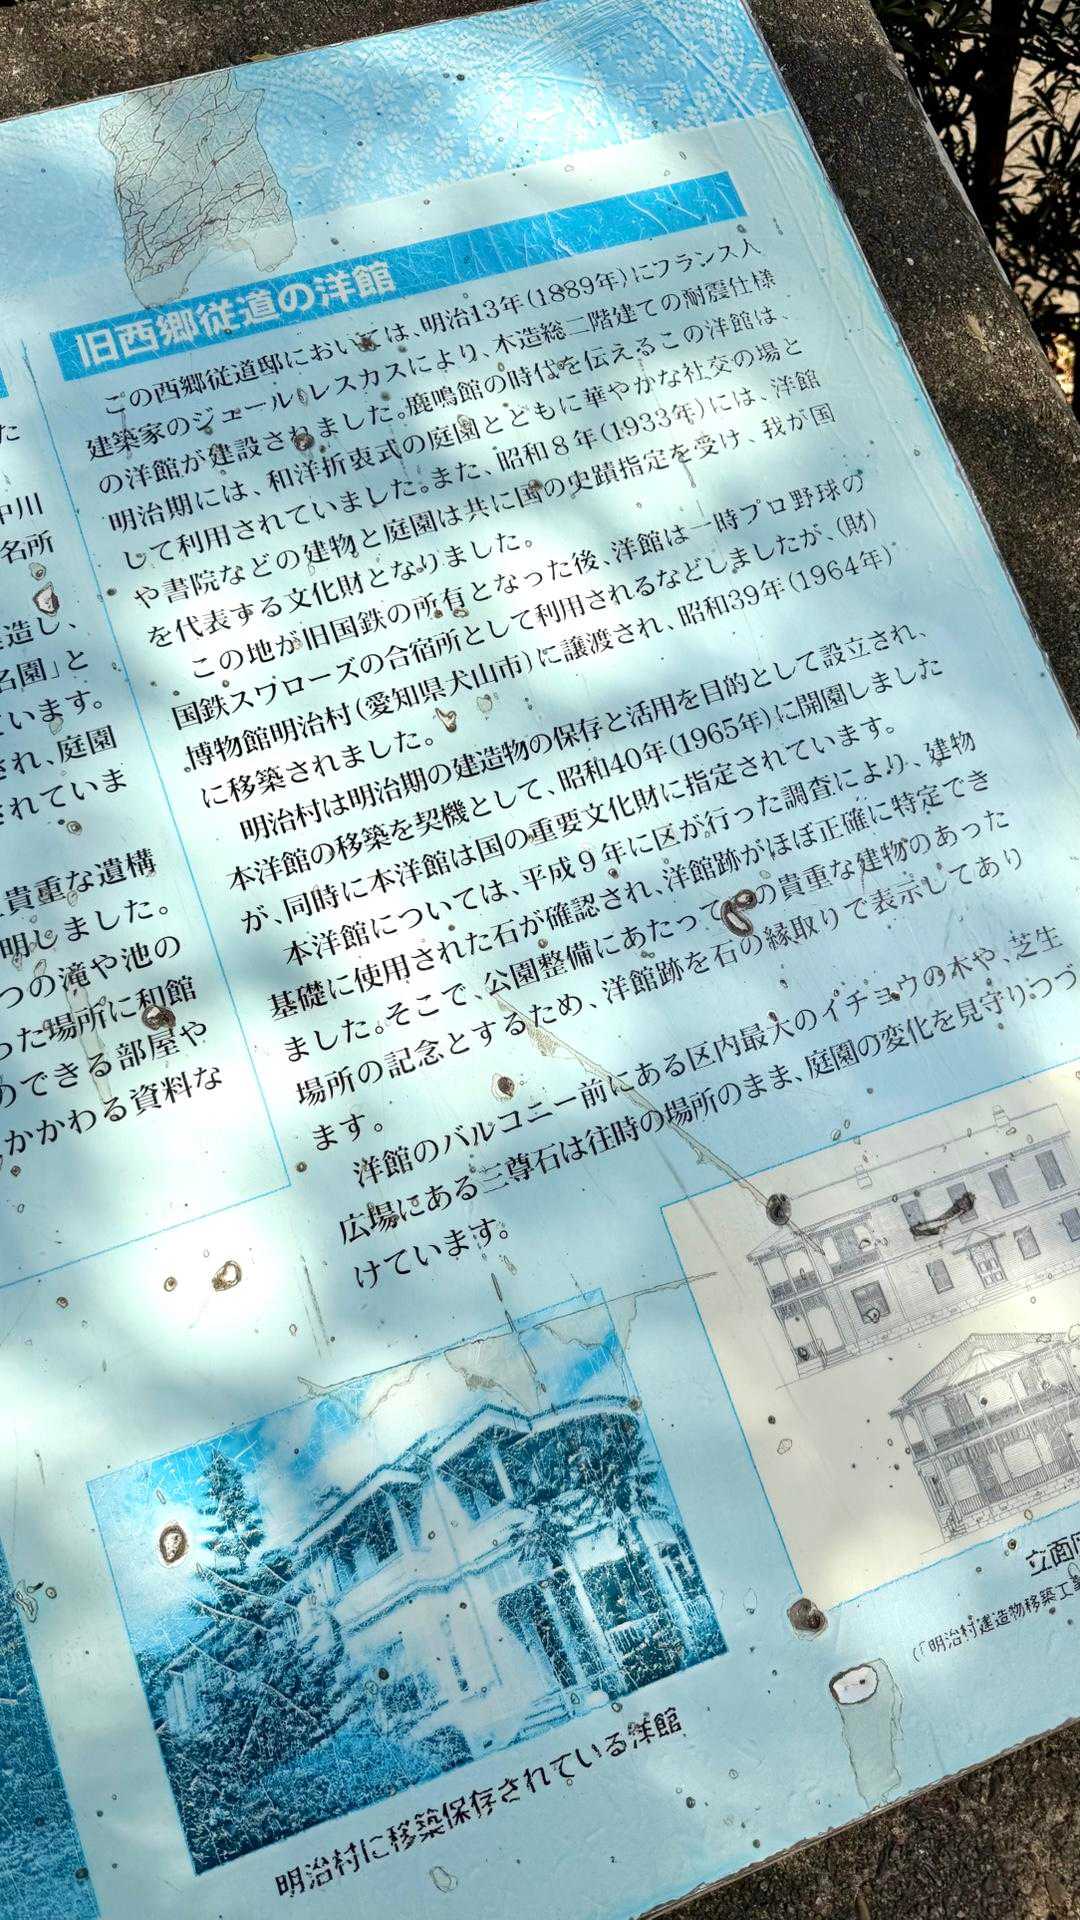 旧西郷従道の洋館
この西郷従道邸においては、明治13年(1889年)にフランス人
建築家のジュール・レスカスにより、木造総二階建ての耐震仕様
の洋館が建設されました。鹿鳴館の時代を伝えるこの洋館は、
明治期には、和洋折衷式の庭園とともに華やかな社交の場と
して利用されていました。また、昭和8年(1933年)には、洋館
や書院などの建物と庭園は共に国の史蹟指定を受け、我が国
を代表する文化財となりました。
この地が旧国鉄の所有となった後、洋館は一時プロ野球の
国鉄スワローズの合宿所として利用されるなどしましたが、(財)
博物館明治村(愛知県犬山市)に譲渡され、昭和39年(1964年)
に移築されました。
明治村は明治期の建造物の保存と活用を目的として設立され、
本洋館の移築を契機として、昭和40年(1965年)に開園しました
が、同時に本洋館は国の重要文化財に指定されています。
本洋館については、平成9年に区が行った調査により、建物
基礎に使用された石が確認され、洋館跡がほぼ正確に特定でき
ました。そこで、公園整備にあたって の貴重な建物のあった
場所の記念とするため、洋館跡を石の縁取りで表示してあり
ます。
洋館のバルコニー前にある区内最大のイチョウの木や、芝生
広場にある三尊石は往時の場所のまま、庭園の変化を見守りつづ
けています。
た
中川
名所
造し、
名園」と
います。
され、庭園
されていま
貴重な遺構
明しました。
つの滝や池の
った場所に和館
のできる部屋や
かかわる資料な
明治村に移築保存されている洋館
立面
(「明治村建造物移築工